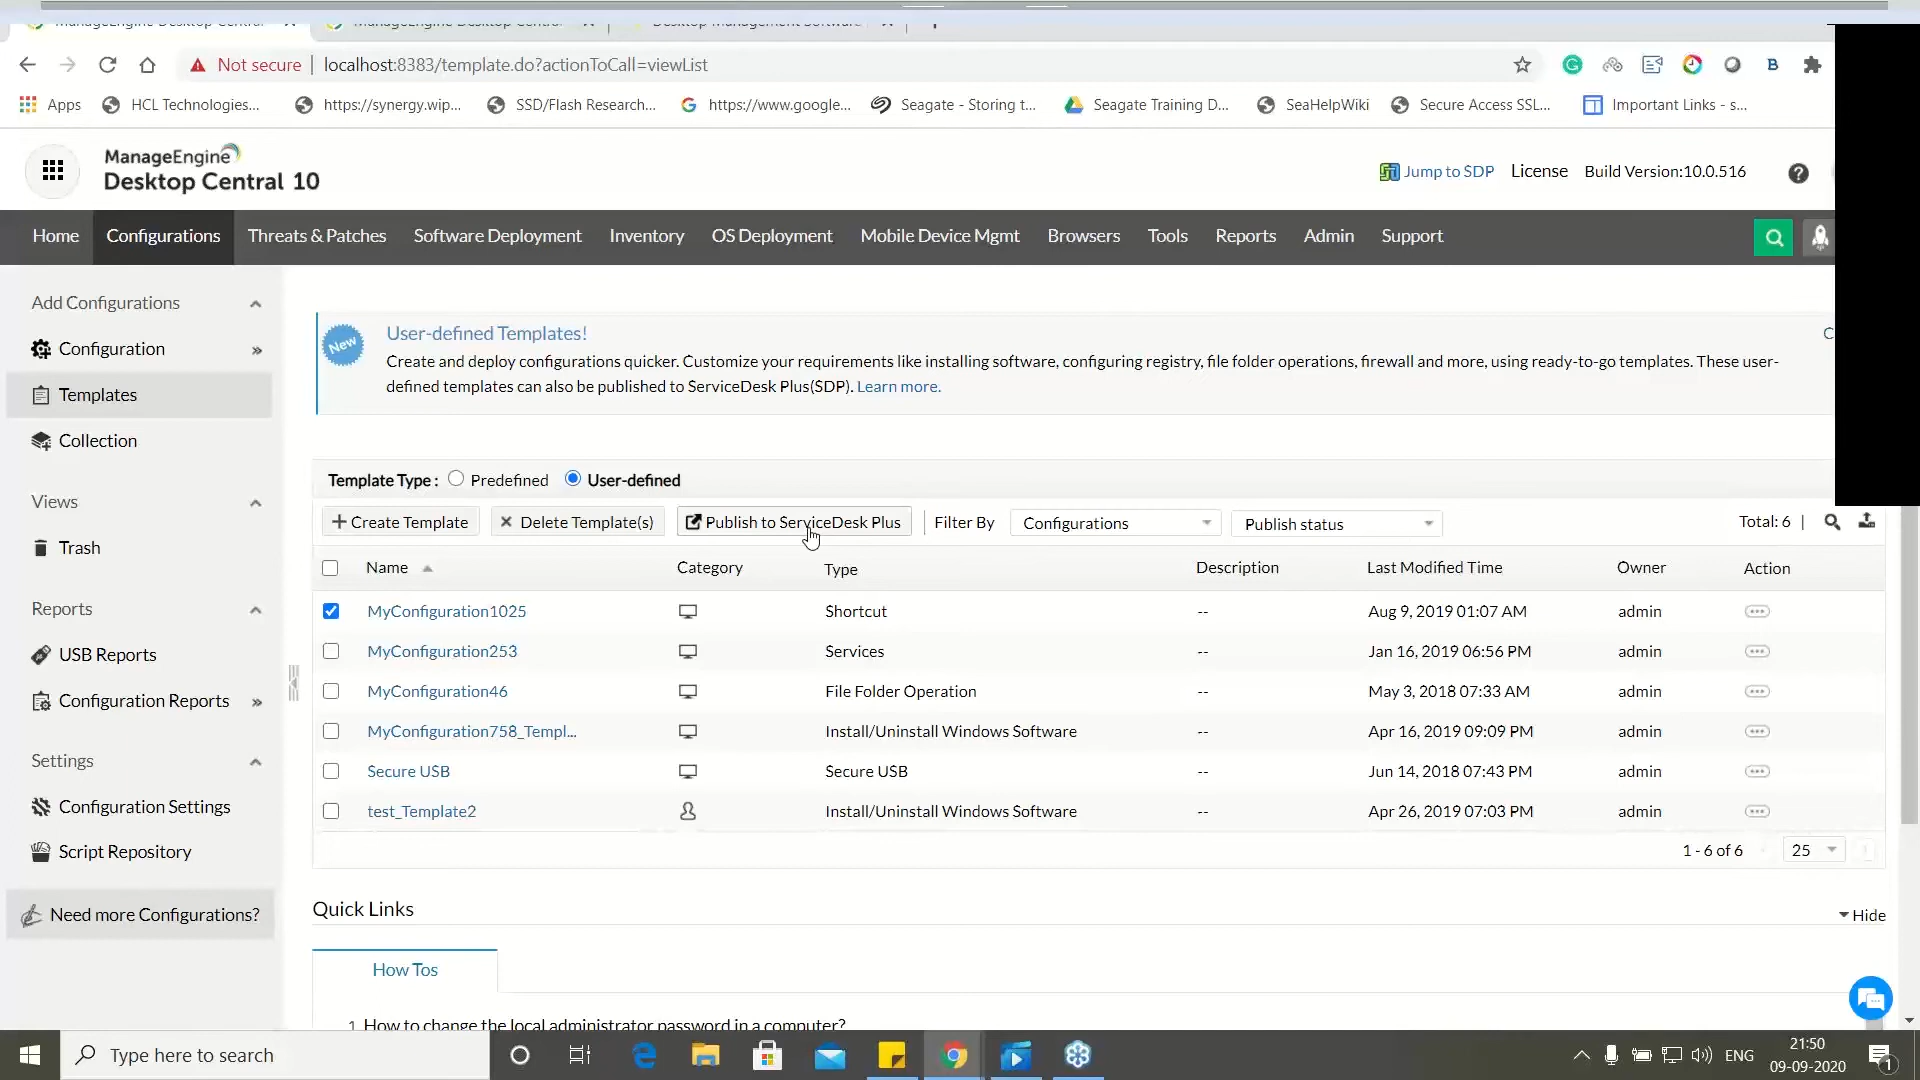 Not secure
localhost:8383/template.do?actionToCall=viewList
Apps
HCL Technologies...
https://synergy.wip...
SSD/Flash Research...
https://www.google...
Seagate - Storing t...
Seagate Training D...
SeaHelpWiki
Secure Access SSL...
Important Links - s...
ManageEngine
Desktop Central 10
Jump to SDP
License
Build Version:10.0.516
Home
Configurations
Threats & Patches
Software Deployment
Inventory
OS Deployment
Mobile Device Mgmt
Browsers
Tools
Reports
Admin
Support
Add Configurations
Configuration
Templates
Collection
Views
Trash
Reports
USB Reports
Configuration Reports
Settings
Configuration Settings
Script Repository
Need more Configurations?
New
User-defined Templates!
Create and deploy configurations quicker. Customize your requirements like installing software, configuring registry, file folder operations, firewall and more, using ready-to-go templates. These user-
defined templates can also be published to ServiceDesk Plus(SDP). Learn more.
Template Type : Predefined User-defined
+ Create Template
Delete Template(s)
Publish to ServiceDesk Plus
Filter By
Configurations
Publish status
Total: 6 |
Name Category Type Description Last Modified Time Owner Action
MyConfiguration1025 Shortcut -- Aug 9, 2019 01:07 AM admin
MyConfiguration253 Services -- Jan 16, 2019 06:56 PM admin
MyConfiguration46 File Folder Operation -- May 3, 2018 07:33 AM admin
MyConfiguration758_Templ... Install/Uninstall Windows Software -- Apr 16, 2019 09:09 PM admin
Secure USB Secure USB -- Jun 14, 2018 07:43 PM admin
test_Template2 Install/Uninstall Windows Software -- Apr 26, 2019 07:03 PM admin
1 - 6 of 6
25
Quick Links
Hide
How Tos
1 How to change the local administrator password in a computer?
Type here to search
ENG
21:50
09-09-2020
1